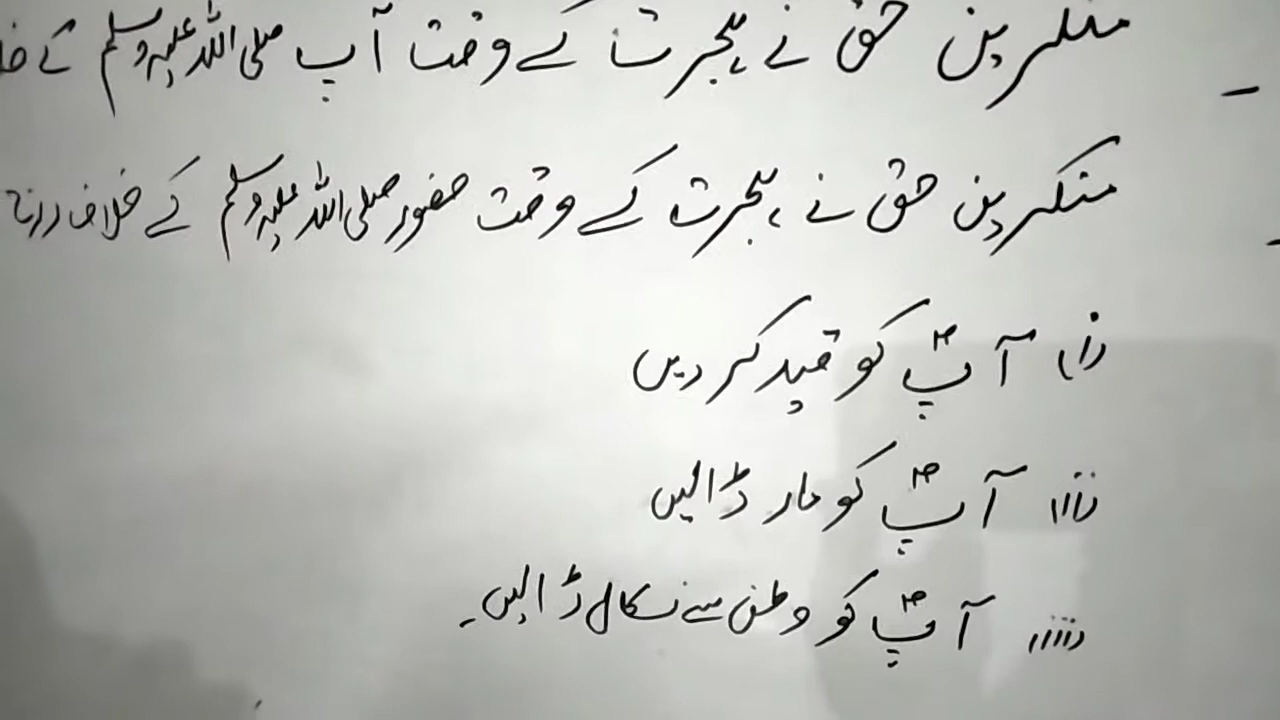 منکرین حق نے ہجرت کے وقت آپ صلی اللہ علیہ وسلم کے
منکرین حق نے ہجرت کے وقت حضور صلی اللہ علیہ وسلم کے خلاف درج
(i) آپؐ کو قید کر دیں
(ii) آپؐ کو مار ڈالیں
(iii) آپؐ کو وطن سے نکال ڈالیں۔